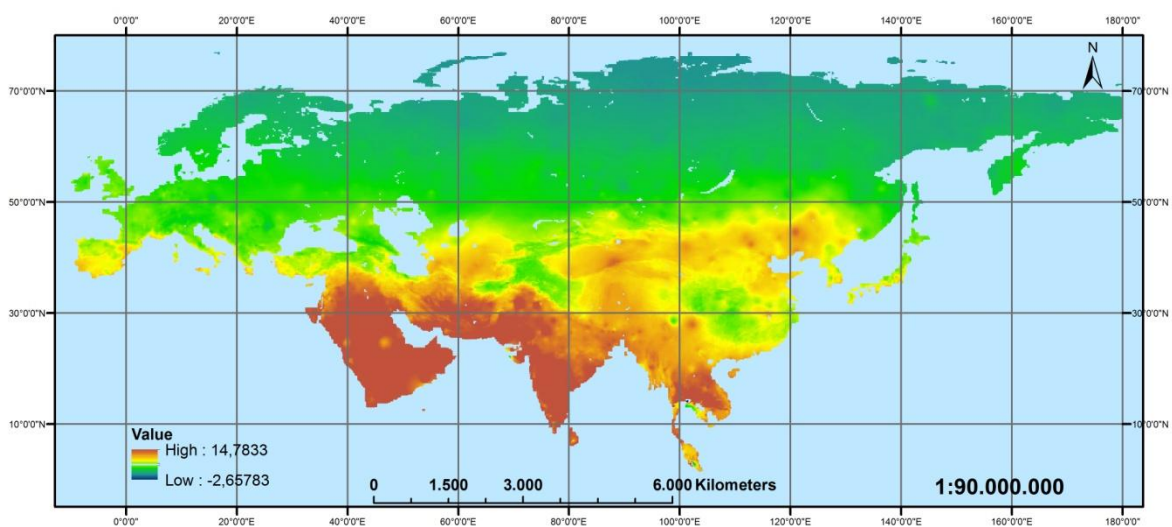 0°0'0" 20°0'0"E 40°0'0"E 60°0'0"E 80°0'0"E 100°0'0"E 120°0'0"E 140°0'0"E 160°0'0"E 180°0'0"
N
70°0'0"N 70°0'0"N
50°0'0"N 50°0'0"N
30°0'0"N 30°0'0"N
10°0'0"N 10°0'0"N
Value
High : 14,7833
Low : -2,65783
0 1.500 3.000 6.000 Kilometers
1:90.000.000
0°0'0" 20°0'0"E 40°0'0"E 60°0'0"E 80°0'0"E 100°0'0"E 120°0'0"E 140°0'0"E 160°0'0"E 180°0'0"